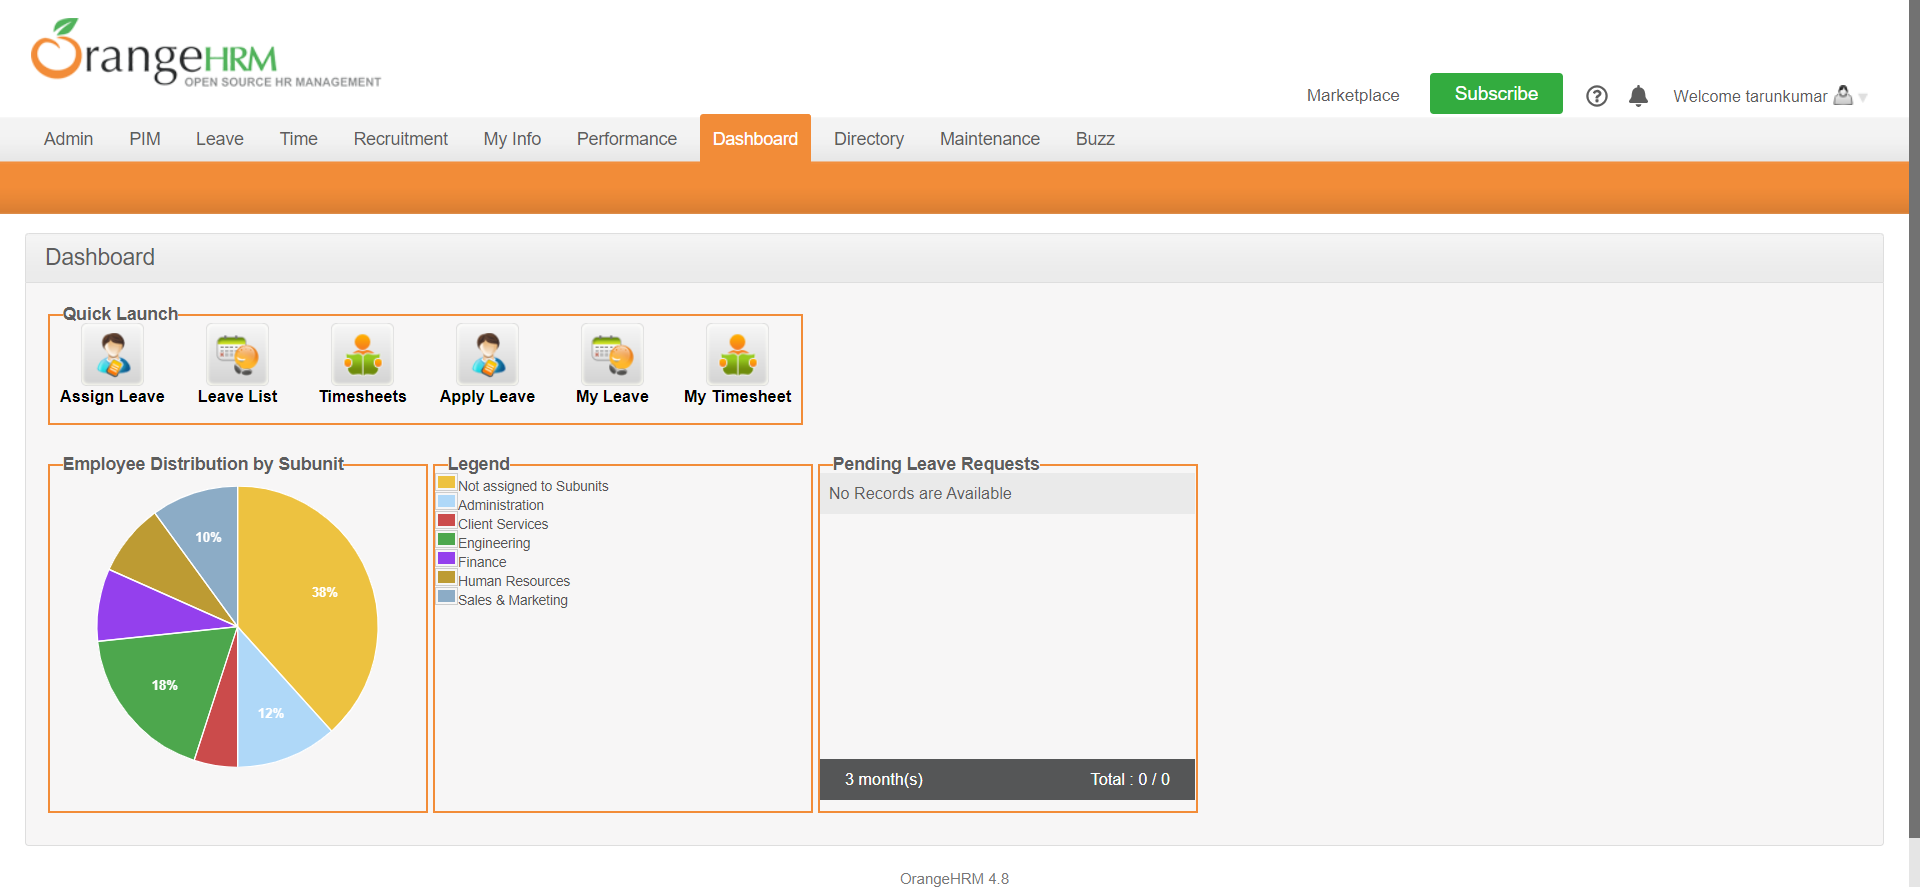 OrangeHRM
OPEN SOURCE HR MANAGEMENT
Marketplace
Subscribe
Welcome tarunkumar
Admin PIM Leave Time Recruitment My Info Performance Dashboard Directory Maintenance Buzz
Dashboard
Quick Launch
Assign Leave Leave List Timesheets Apply Leave My Leave My Timesheet
Employee Distribution by Subunit
10%
38%
18%
12%
Legend
Not assigned to Subunits
Administration
Client Services
Engineering
Finance
Human Resources
Sales & Marketing
Pending Leave Requests
No Records are Available
3 month(s) Total : 0 / 0
OrangeHRM 4.8